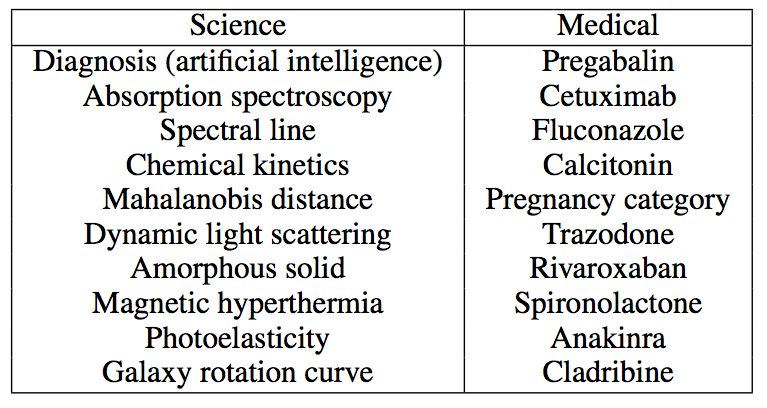 Science Medical
Diagnosis (artificial intelligence) Pregabalin
Absorption spectroscopy Cetuximab
Spectral line Fluconazole
Chemical kinetics Calcitonin
Mahalanobis distance Pregnancy category
Dynamic light scattering Trazodone
Amorphous solid Rivaroxaban
Magnetic hyperthermia Spironolactone
Photoelasticity Anakinra
Galaxy rotation curve Cladribine